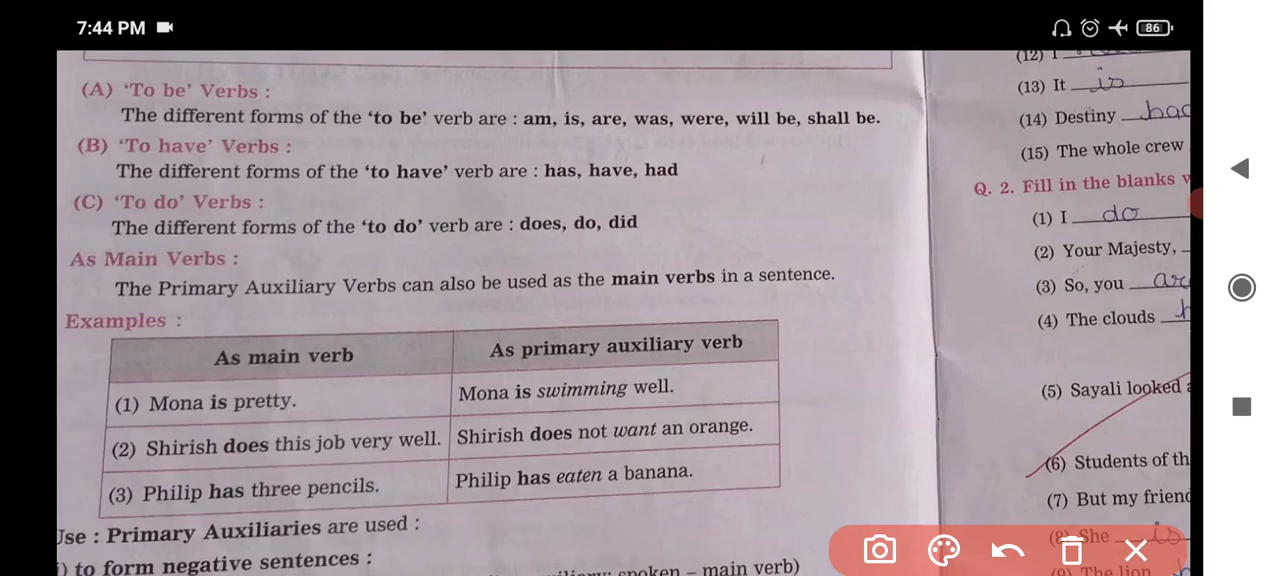 7:44 PM
86
(A) ‘To be’ Verbs :
The different forms of the ‘to be’ verb are : am, is, are, was, were, will be, shall be.
(B) ‘To have’ Verbs :
The different forms of the ‘to have’ verb are : has, have, had
(C) ‘To do’ Verbs :
The different forms of the ‘to do’ verb are : does, do, did
As Main Verbs :
The Primary Auxiliary Verbs can also be used as the main verbs in a sentence.
Examples :
As main verb As primary auxiliary verb
(1) Mona is pretty. Mona is swimming well.
(2) Shirish does this job very well. Shirish does not want an orange.
(3) Philip has three pencils. Philip has eaten a banana.
Use : Primary Auxiliaries are used :
) to form negative sentences :
spoken – main verb)
(12) I
(13) It is
(14) Destiny had
(15) The whole crew
Q. 2. Fill in the blanks
(1) I do
(2) Your Majesty,
(3) So, you are
(4) The clouds
(5) Sayali looked
(6) Students of th
(7) But my friend
(8) She is
(9) The lion